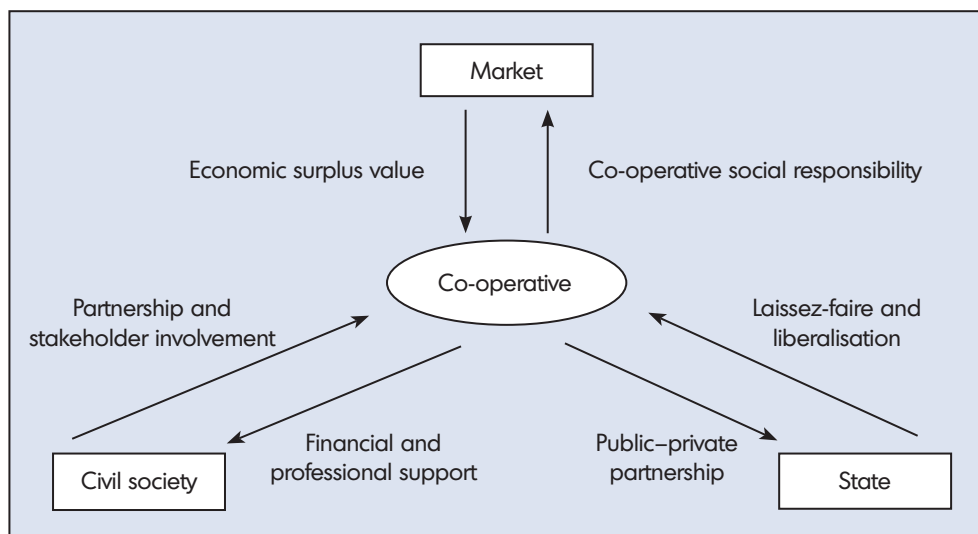 Market
Economic surplus value
Co-operative social responsibility
Co-operative
Partnership and
stakeholder involvement
Laissez-faire and
liberalisation
Financial and
professional support
Public–private
partnership
Civil society
State